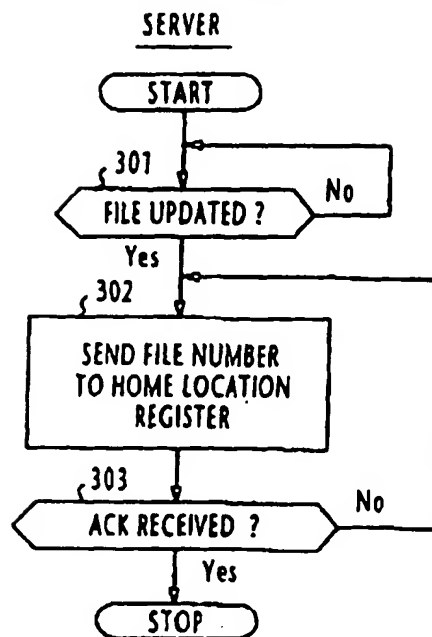 SERVER
START
301
FILE UPDATED ?
No
Yes
302
SEND FILE NUMBER
TO HOME LOCATION
REGISTER
303
ACK RECEIVED ?
No
Yes
STOP